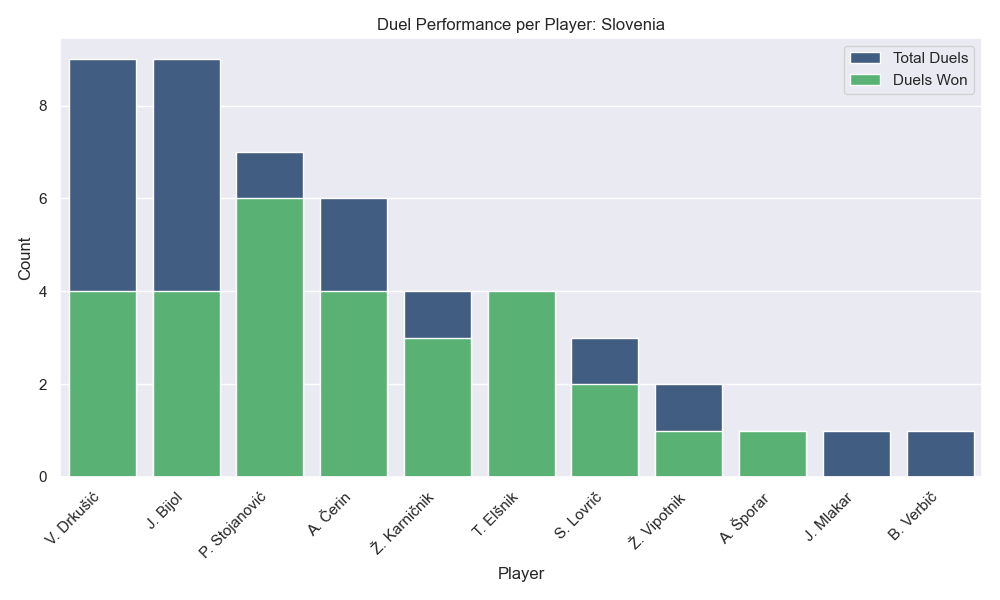 Duel Performance per Player: Slovenia
Total Duels
Duels Won
Count
8
6
4
2
0
V. Drkušić
J. Bijol
P. Stojanović
A. Čerin
Ž. Karničnik
T. Elšnik
S. Lovrič
Ž. Vipotnik
A. Šporar
J. Mlakar
B. Verbič
Player